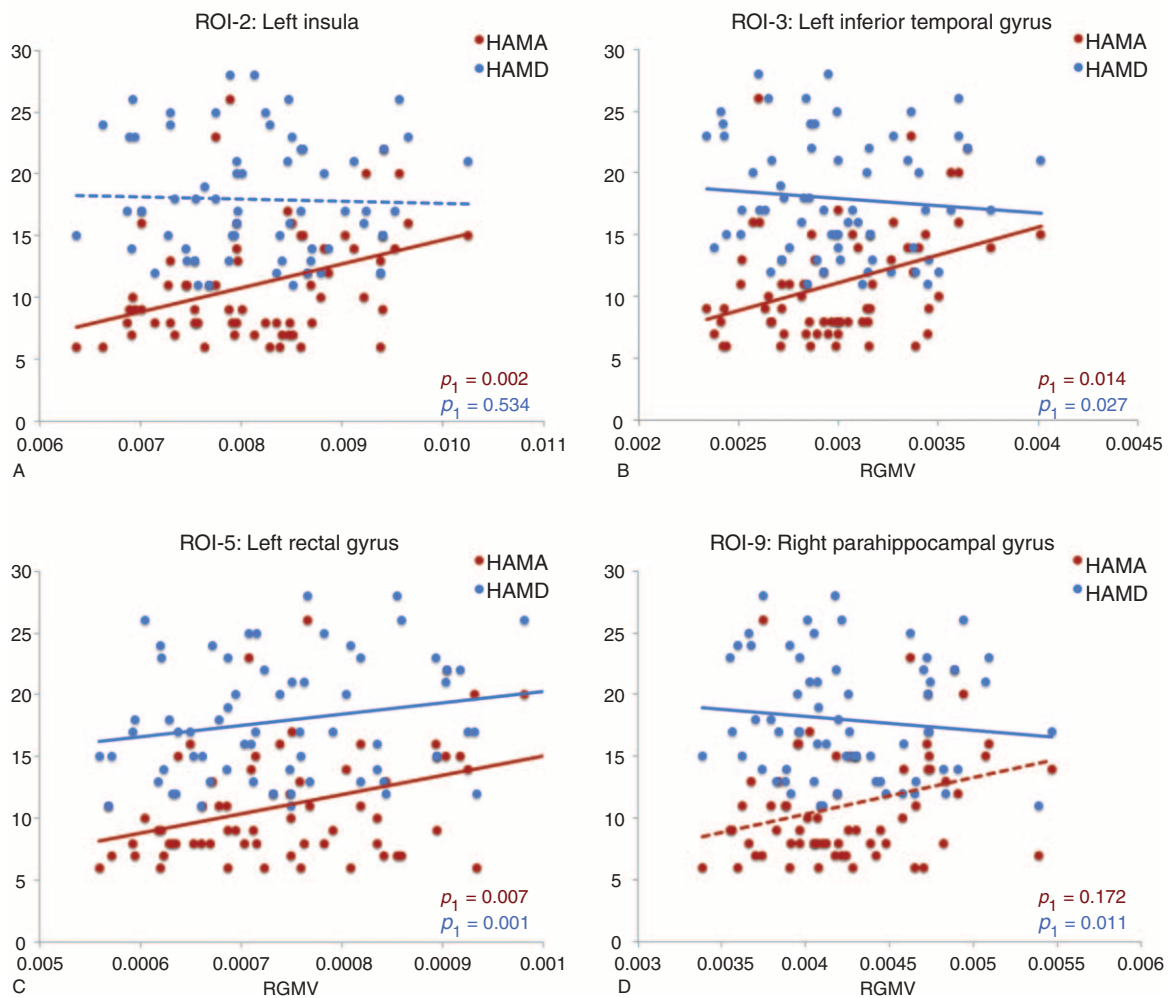 ROI-2: Left insula
HAMA
HAMD
30
25
20
15
10
5
0
p1 = 0.002
p1 = 0.534
0.006 0.007 0.008 0.009 0.010 0.011
A
ROI-3: Left inferior temporal gyrus
HAMA
HAMD
30
25
20
15
10
5
0
p1 = 0.014
p1 = 0.027
0.002 0.0025 0.003 0.0035 0.004 0.0045
B RGMV
ROI-5: Left rectal gyrus
HAMA
HAMD
30
25
20
15
10
5
0
p1 = 0.007
p1 = 0.001
0.005 0.0006 0.0007 0.0008 0.0009 0.001
C RGMV
ROI-9: Right parahippocampal gyrus
HAMA
HAMD
30
25
20
15
10
5
0
p1 = 0.172
p1 = 0.011
0.003 0.0035 0.004 0.0045 0.005 0.0055 0.006
D RGMV